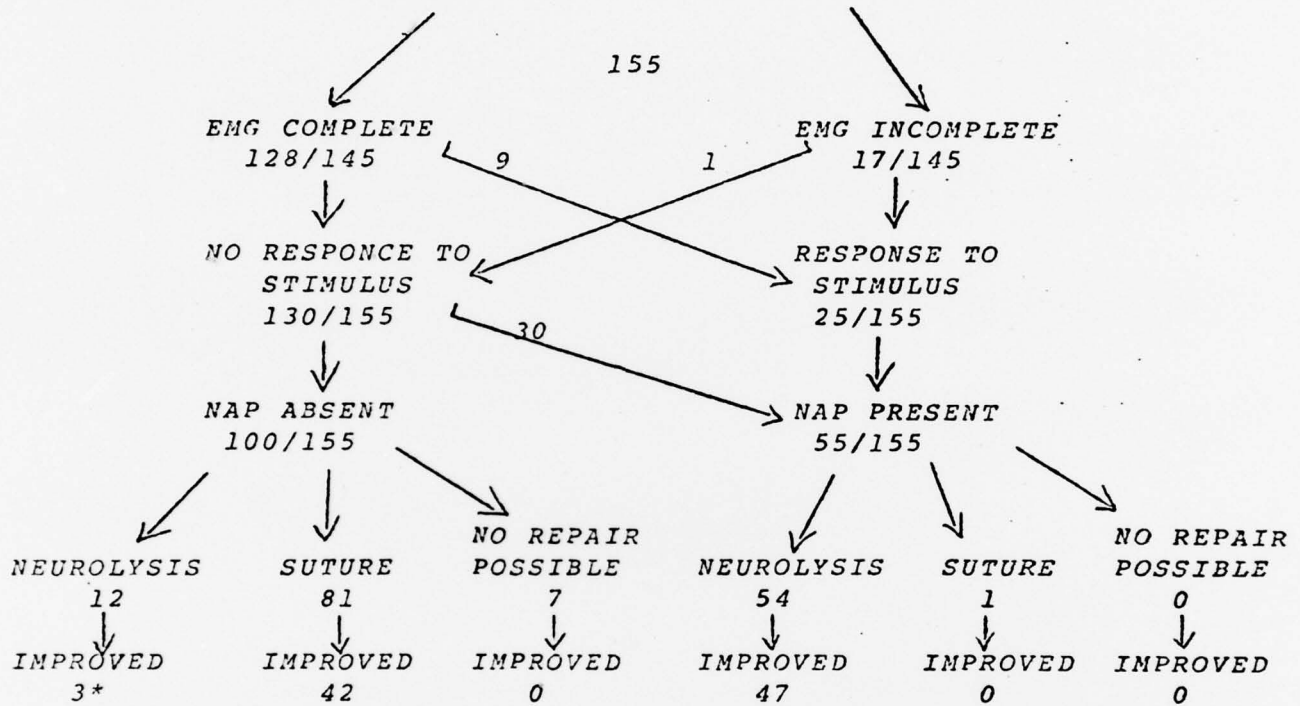 155
EMG COMPLETE EMG INCOMPLETE
128/145 9 1 17/145
NO RESPONCE TO RESPONSE TO
STIMULUS STIMULUS
130/155 25/155
30
NAP ABSENT NAP PRESENT
100/155 55/155
NO REPAIR NO REPAIR
NEUROLYSIS SUTURE POSSIBLE NEUROLYSIS SUTURE POSSIBLE
12 81 7 54 1 0
IMPROVED IMPROVED IMPROVED IMPROVED IMPROVED IMPROVED
3* 42 0 47 0 0